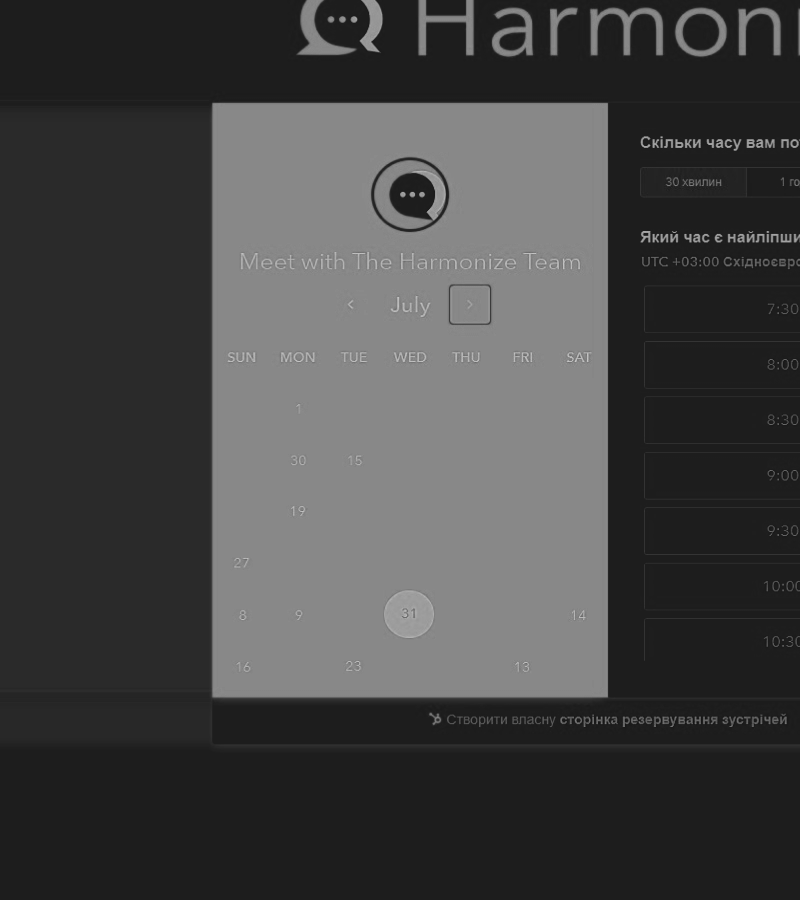 Harmoni
Meet with The Harmonize Team
July
SUN MON TUE WED THU FRI SAT
1
30 15
19
27
8 9 31 14
16 23 13
Скільки часу вам по
30 хвилин 1 го
Який час є найліпши
UTC +03:00 Східноєвро
7:30
8:00
8:30
9:00
9:30
10:00
10:30
Створити власну сторінка резервування зустрічей